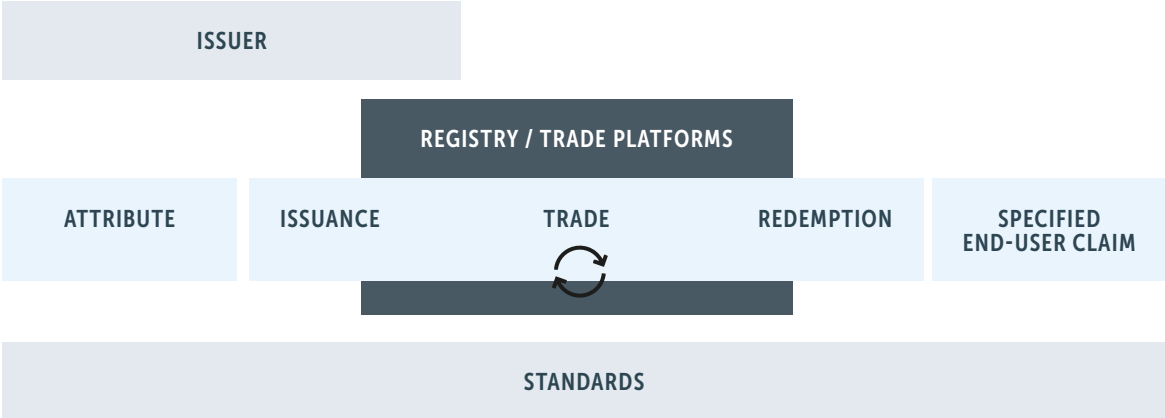 ISSUER
REGISTRY / TRADE PLATFORMS
ATTRIBUTE
ISSUANCE
TRADE
REDEMPTION
SPECIFIED
END-USER CLAIM
STANDARDS